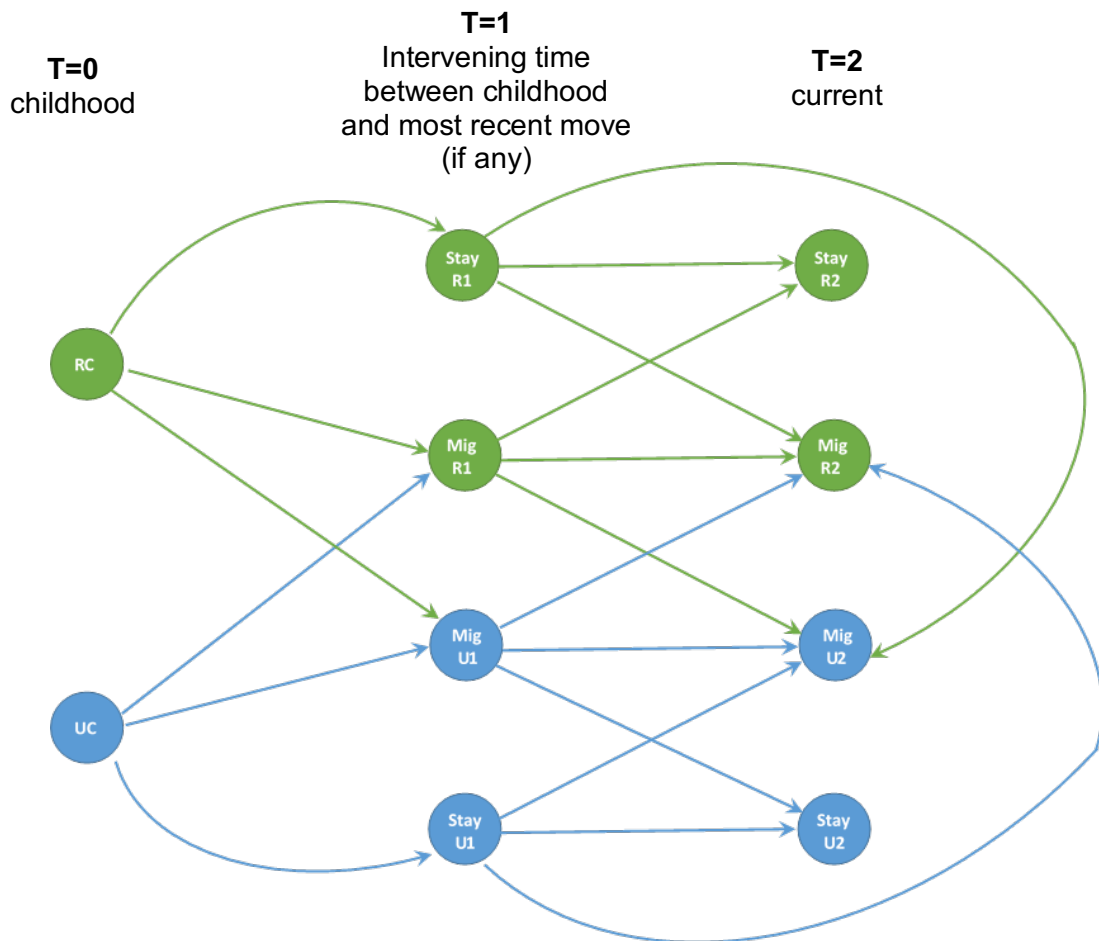 T=0
childhood
T=1
Intervening time
between childhood
and most recent move
(if any)
T=2
current
RC
UC
Stay
R1
Mig
R1
Mig
U1
Stay
U1
Stay
R2
Mig
R2
Mig
U2
Stay
U2